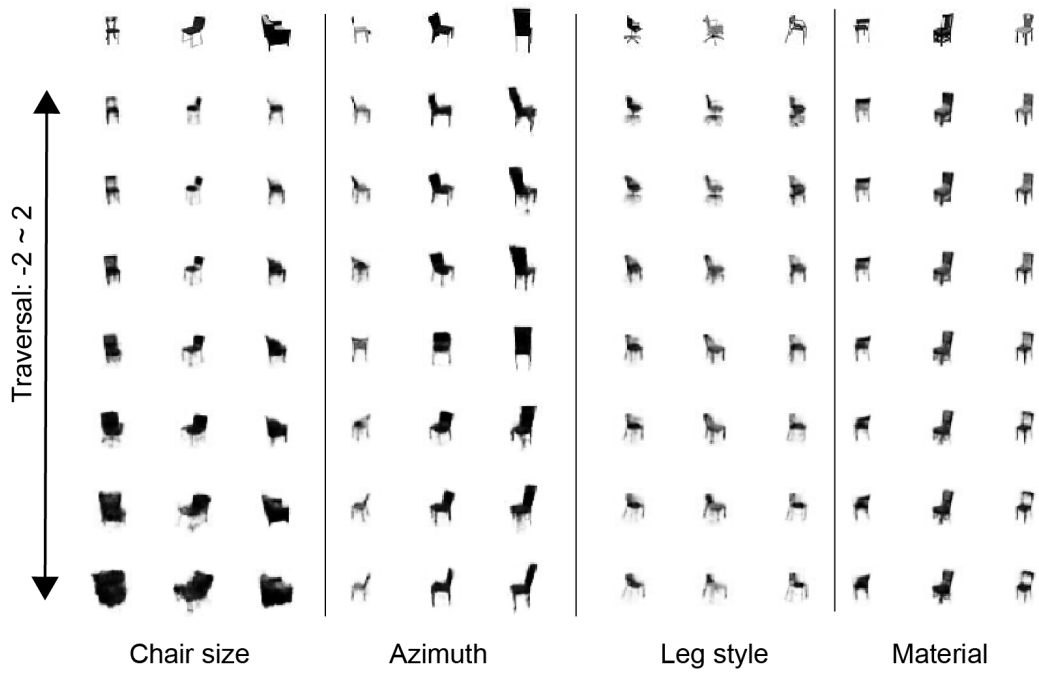 Traversal: -2 ~ 2
Chair size
Azimuth
Leg style
Material